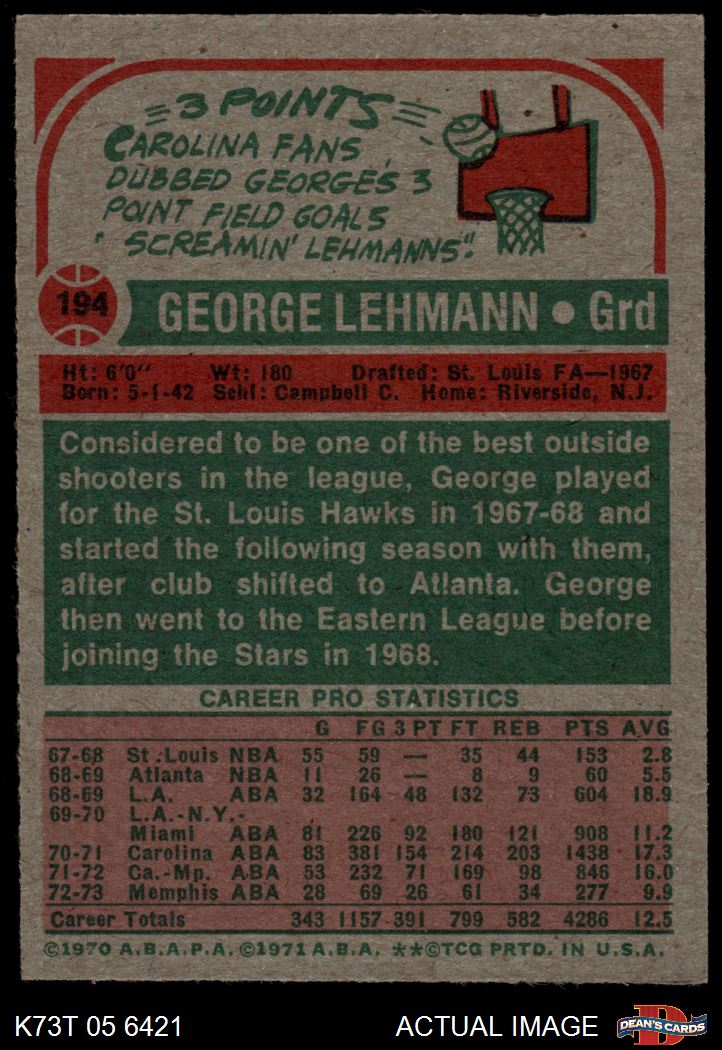 3 POINTS
CAROLINA FANS
DUBBED GEORGE'S 3
POINT FIELD GOALS
"SCREAMIN' LEHMANNS."
194 GEORGE LEHMANN • Grd
Ht: 6'0" Wt: 180 Drafted: St. Louis FA—1967
Born: 5-1-42 Schl: Campbell C. Home: Riverside, N.J.
Considered to be one of the best outside
shooters in the league, George played
for the St. Louis Hawks in 1967-68 and
started the following season with them,
after club shifted to Atlanta. George
then went to the Eastern League before
joining the Stars in 1968.
CAREER PRO STATISTICS
G FG 3 PT FT REB PTS AVG
67-68 St. Louis NBA 55 59 — 35 44 153 2.8
68-69 Atlanta NBA 11 26 — 8 9 60 5.5
68-69 L.A. ABA 32 164 48 132 73 604 18.9
69-70 L.A.-N.Y.-
Miami ABA 81 226 92 180 121 908 11.2
70-71 Carolina ABA 83 381 154 214 203 1438 17.3
71-72 Ca.-Mp. ABA 53 232 71 169 98 846 16.0
72-73 Memphis ABA 28 69 26 61 34 277 9.9
Career Totals 343 1157 391 799 582 4286 12.5
©1970 A.B.A.P.A. ©1971 A.B.A. **©TCG PRTD. IN U.S.A.
K73T 05 6421 ACTUAL IMAGE DEAN'S CARDS